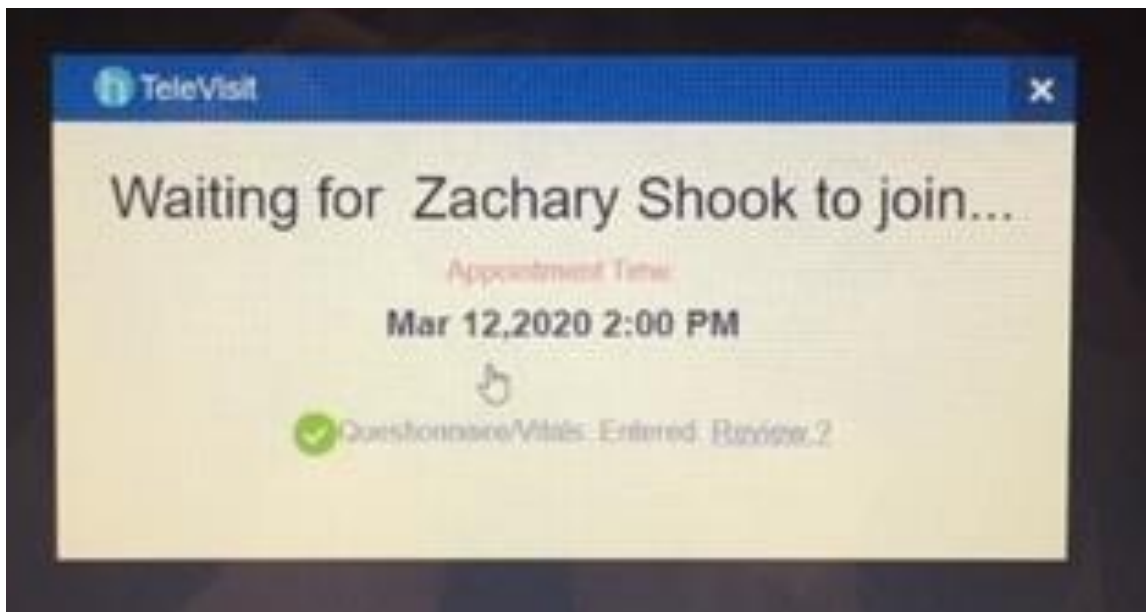 TeleVisit
Waiting for Zachary Shook to join...
Appointment Time
Mar 12,2020 2:00 PM
Questionnaire/Vitals Entered. Review ?